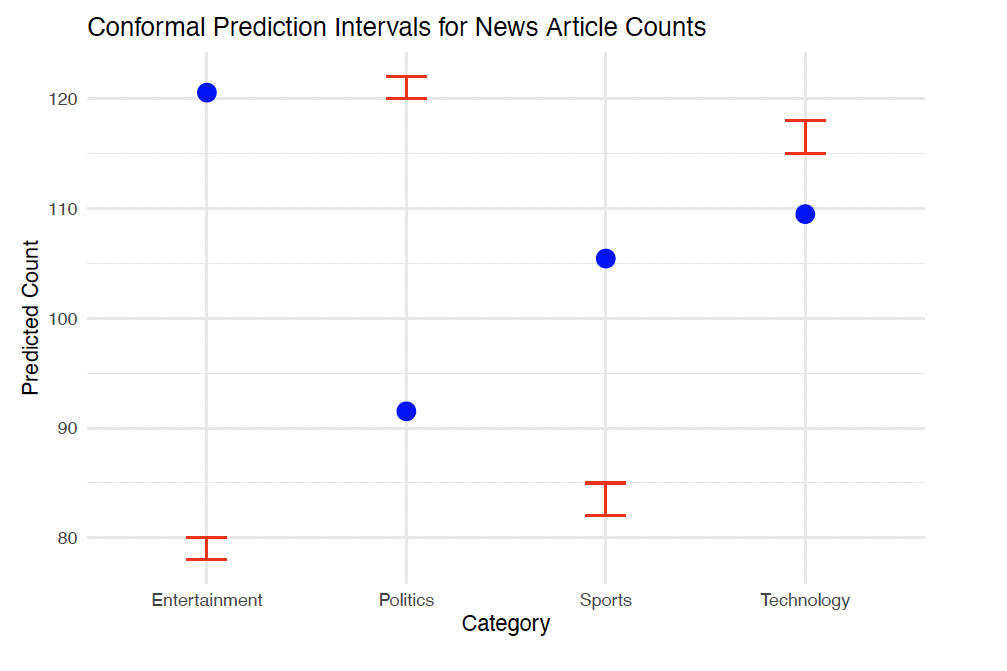 Conformal Prediction Intervals for News Article Counts
120
110
100
90
80
Predicted Count
Entertainment Politics Sports Technology
Category